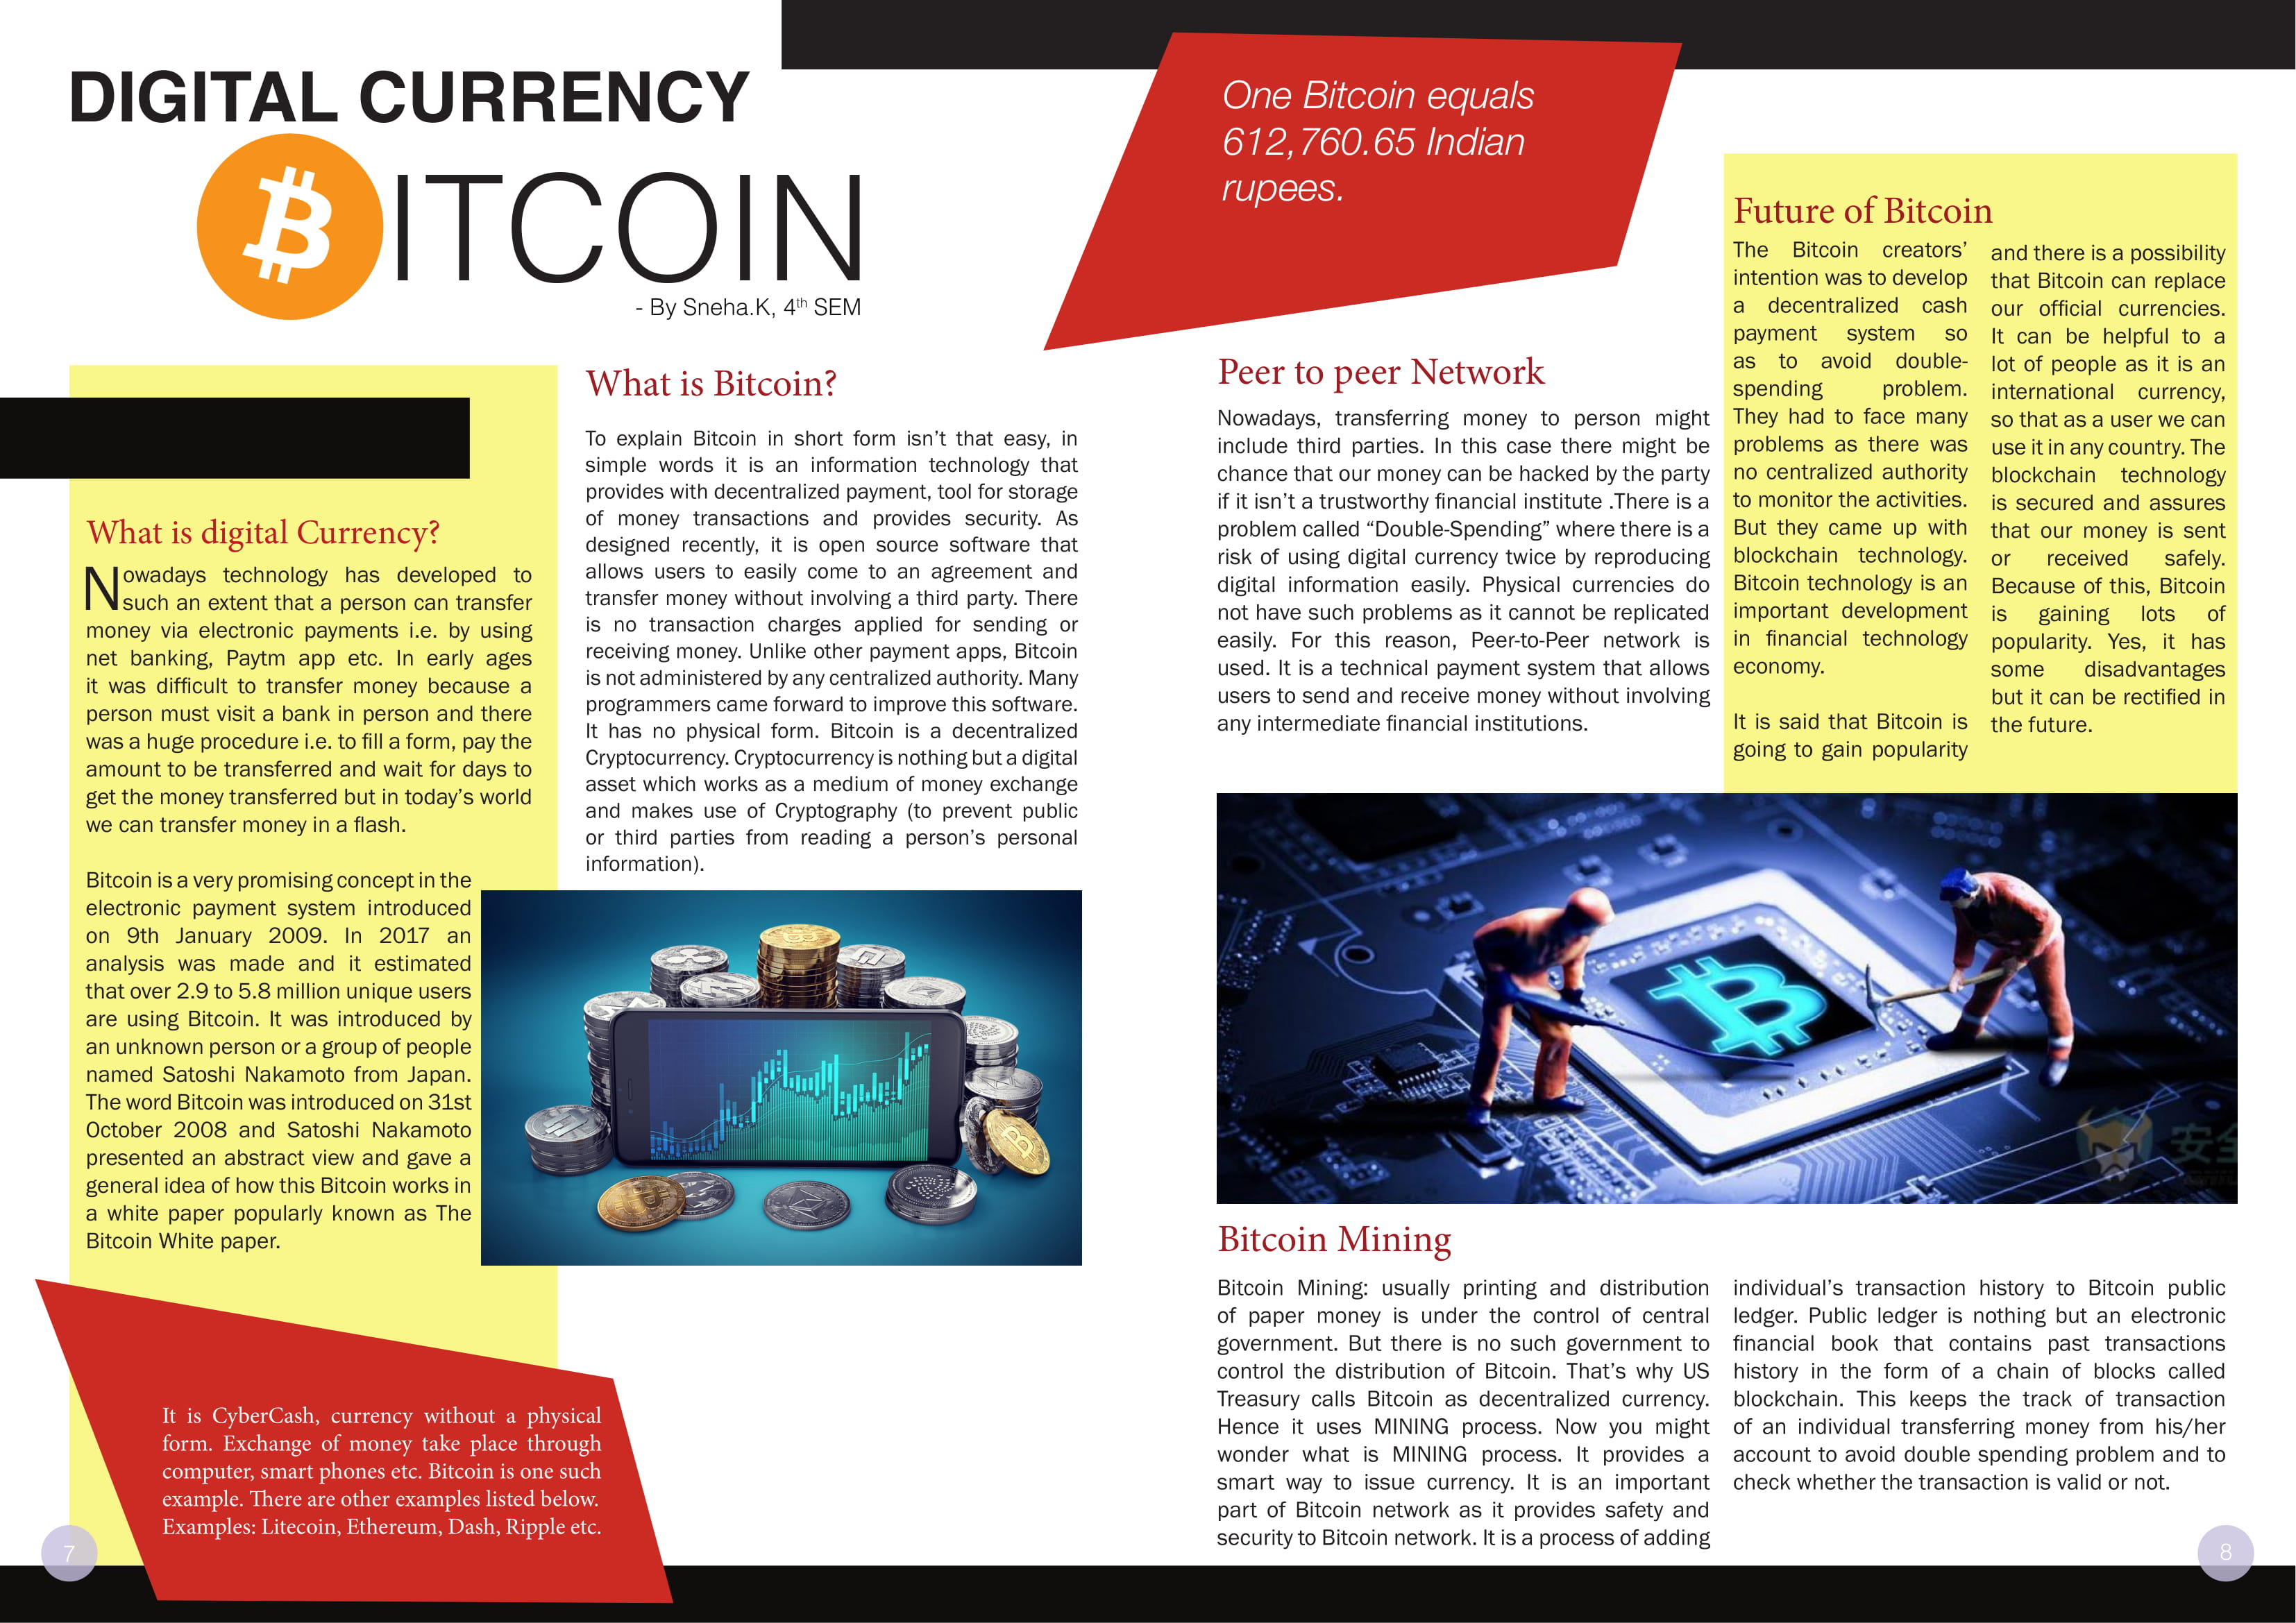 DIGITAL CURRENCY
BITCOIN
- By Sneha.K, 4th SEM
What is digital Currency?
Nowadays technology has developed to
such an extent that a person can transfer
money via electronic payments i.e. by using
net banking, Paytm app etc. In early ages
it was difficult to transfer money because a
person must visit a bank in person and there
was a huge procedure i.e. to fill a form, pay the
amount to be transferred and wait for days to
get the money transferred but in today's world
we can transfer money in a flash.
Bitcoin is a very promising concept in the
electronic payment system introduced
on 9th January 2009. In 2017 an
analysis was made and it estimated
that over 2.9 to 5.8 million unique users
are using Bitcoin. It was introduced by
an unknown person or a group of people
named Satoshi Nakamoto from Japan.
The word Bitcoin was introduced on 31st
October 2008 and Satoshi Nakamoto
presented an abstract view and gave a
general idea of how this Bitcoin works in
a white paper popularly known as The
Bitcoin White paper.
It is CyberCash, currency without a physical
form. Exchange of money take place through
computer, smart phones etc. Bitcoin is one such
example. There are other examples listed below.
Examples: Litecoin, Ethereum, Dash, Ripple etc.
7
What is Bitcoin?
To explain Bitcoin in short form isn't that easy, in
simple words it is an information technology that
provides with decentralized payment, tool for storage
of money transactions and provides security. As
designed recently, it is open source software that
allows users to easily come to an agreement and
transfer money without involving a third party. There
is no transaction charges applied for sending or
receiving money. Unlike other payment apps, Bitcoin
is not administered by any centralized authority. Many
programmers came forward to improve this software.
It has no physical form. Bitcoin is a decentralized
Cryptocurrency. Cryptocurrency is nothing but a digital
asset which works as a medium of money exchange
and makes use of Cryptography (to prevent public
or third parties from reading a person's personal
information).
One Bitcoin equals
612,760.65 Indian
rupees.
Peer to peer Network
Nowadays, transferring money to person might
include third parties. In this case there might be
chance that our money can be hacked by the party
if it isn't a trustworthy financial institute .There is a
problem called “Double-Spending” where there is a
risk of using digital currency twice by reproducing
digital information easily. Physical currencies do
not have such problems as it cannot be replicated
easily. For this reason, Peer-to-Peer network is
used. It is a technical payment system that allows
users to send and receive money without involving
any intermediate financial institutions.
Future of Bitcoin
The Bitcoin creators'
intention was to develop
a decentralized cash
payment system so
as to avoid double-
spending problem.
They had to face many
problems as there was
no centralized authority
to monitor the activities.
But they came up with
blockchain technology.
Bitcoin technology is an
important development
in financial technology
economy.
It is said that Bitcoin is
going to gain popularity
and there is a possibility
that Bitcoin can replace
our official currencies.
It can be helpful to a
lot of people as it is an
international currency,
so that as a user we can
use it in any country. The
blockchain technology
is secured and assures
that our money is sent
or received safely.
Because of this, Bitcoin
is gaining lots of
popularity. Yes, it has
some disadvantages
but it can be rectified in
the future.
安全
Bitcoin Mining
Bitcoin Mining: usually printing and distribution
of paper money is under the control of central
government. But there is no such government to
control the distribution of Bitcoin. That's why US
Treasury calls Bitcoin as decentralized currency.
Hence it uses MINING process. Now you might
wonder what is MINING process. It provides a
smart way to issue currency. It is an important
part of Bitcoin network as it provides safety and
security to Bitcoin network. It is a process of adding
individual's transaction history to Bitcoin public
ledger. Public ledger is nothing but an electronic
financial book that contains past transactions
history in the form of a chain of blocks called
blockchain. This keeps the track of transaction
of an individual transferring money from his/her
account to avoid double spending problem and to
check whether the transaction is valid or not.
8